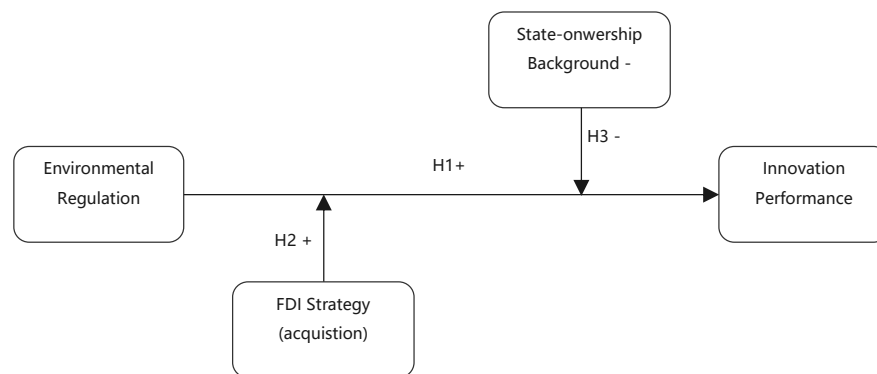 State-onwership
Background -
H3 -
H1+
Environmental
Regulation
Innovation
Performance
H2 +
FDI Strategy
(acquistion)